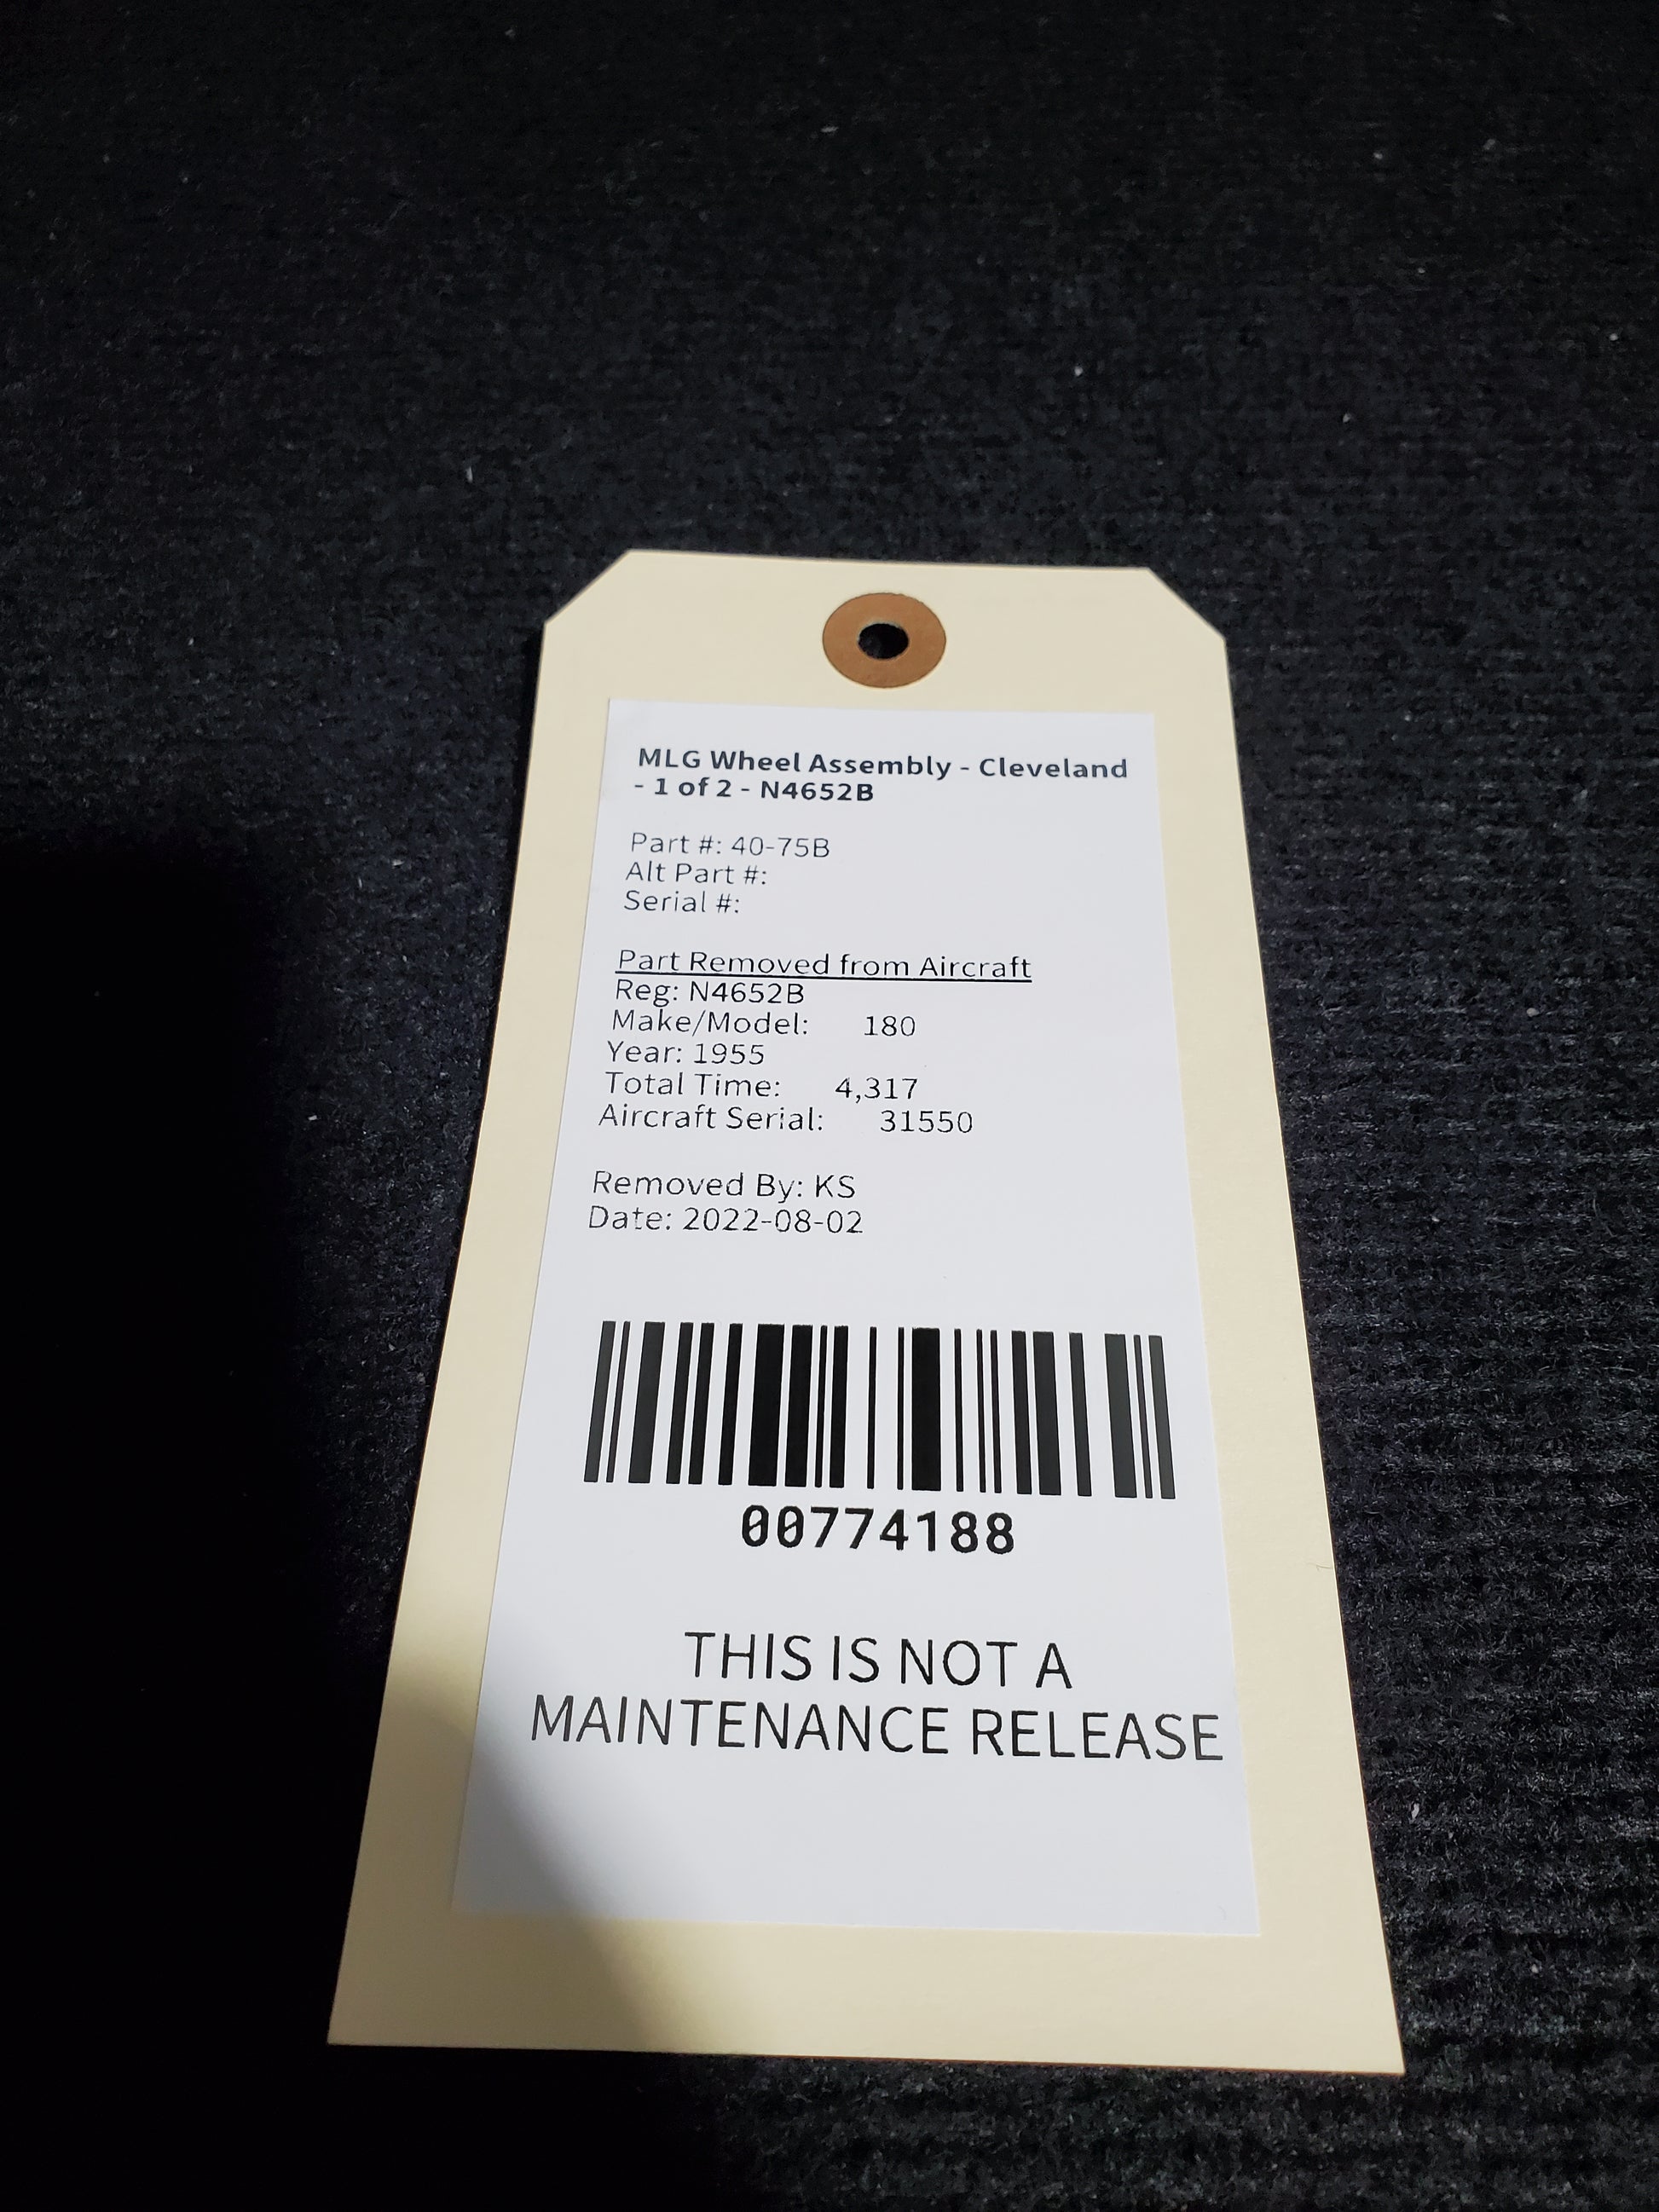 MLG Wheel Assembly - Cleveland
- 1 of 2 - N4652B
Part #: 40-75B
Alt Part #:
Serial #:
Part Removed from Aircraft
Reg: N4652B
Make/Model: 180
Year: 1955
Total Time: 4,317
Aircraft Serial: 31550
Removed By: KS
Date: 2022-08-02
00774188
THIS IS NOT A
MAINTENANCE RELEASE